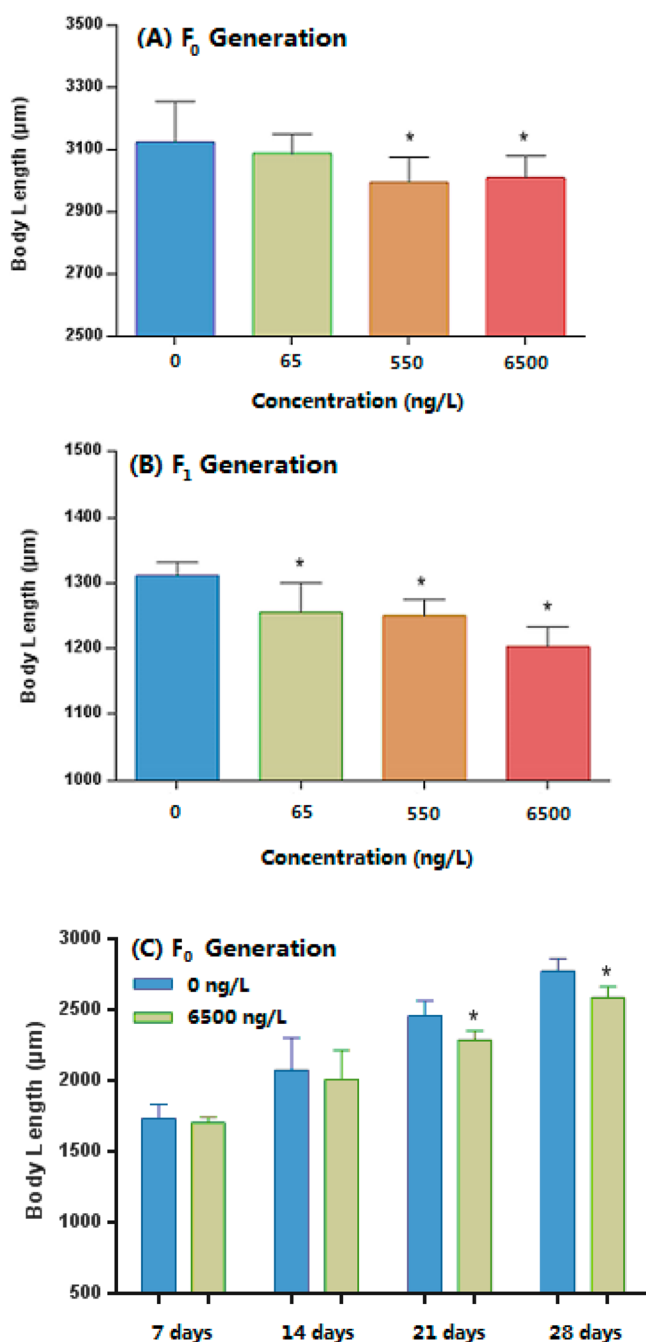 (A) F₀ Generation
Body Length (µm)
3500
3300
3100
2900
2700
2500
* *
0 65 550 6500
Concentration (ng/L)
(B) F₁ Generation
Body Length (µm)
1500
1400
1300
1200
1100
1000
* * *
0 65 550 6500
Concentration (ng/L)
(C) F₀ Generation
0 ng/L
6500 ng/L
Body Length (µm)
3000
2500
2000
1500
1000
500
* *
7 days 14 days 21 days 28 days